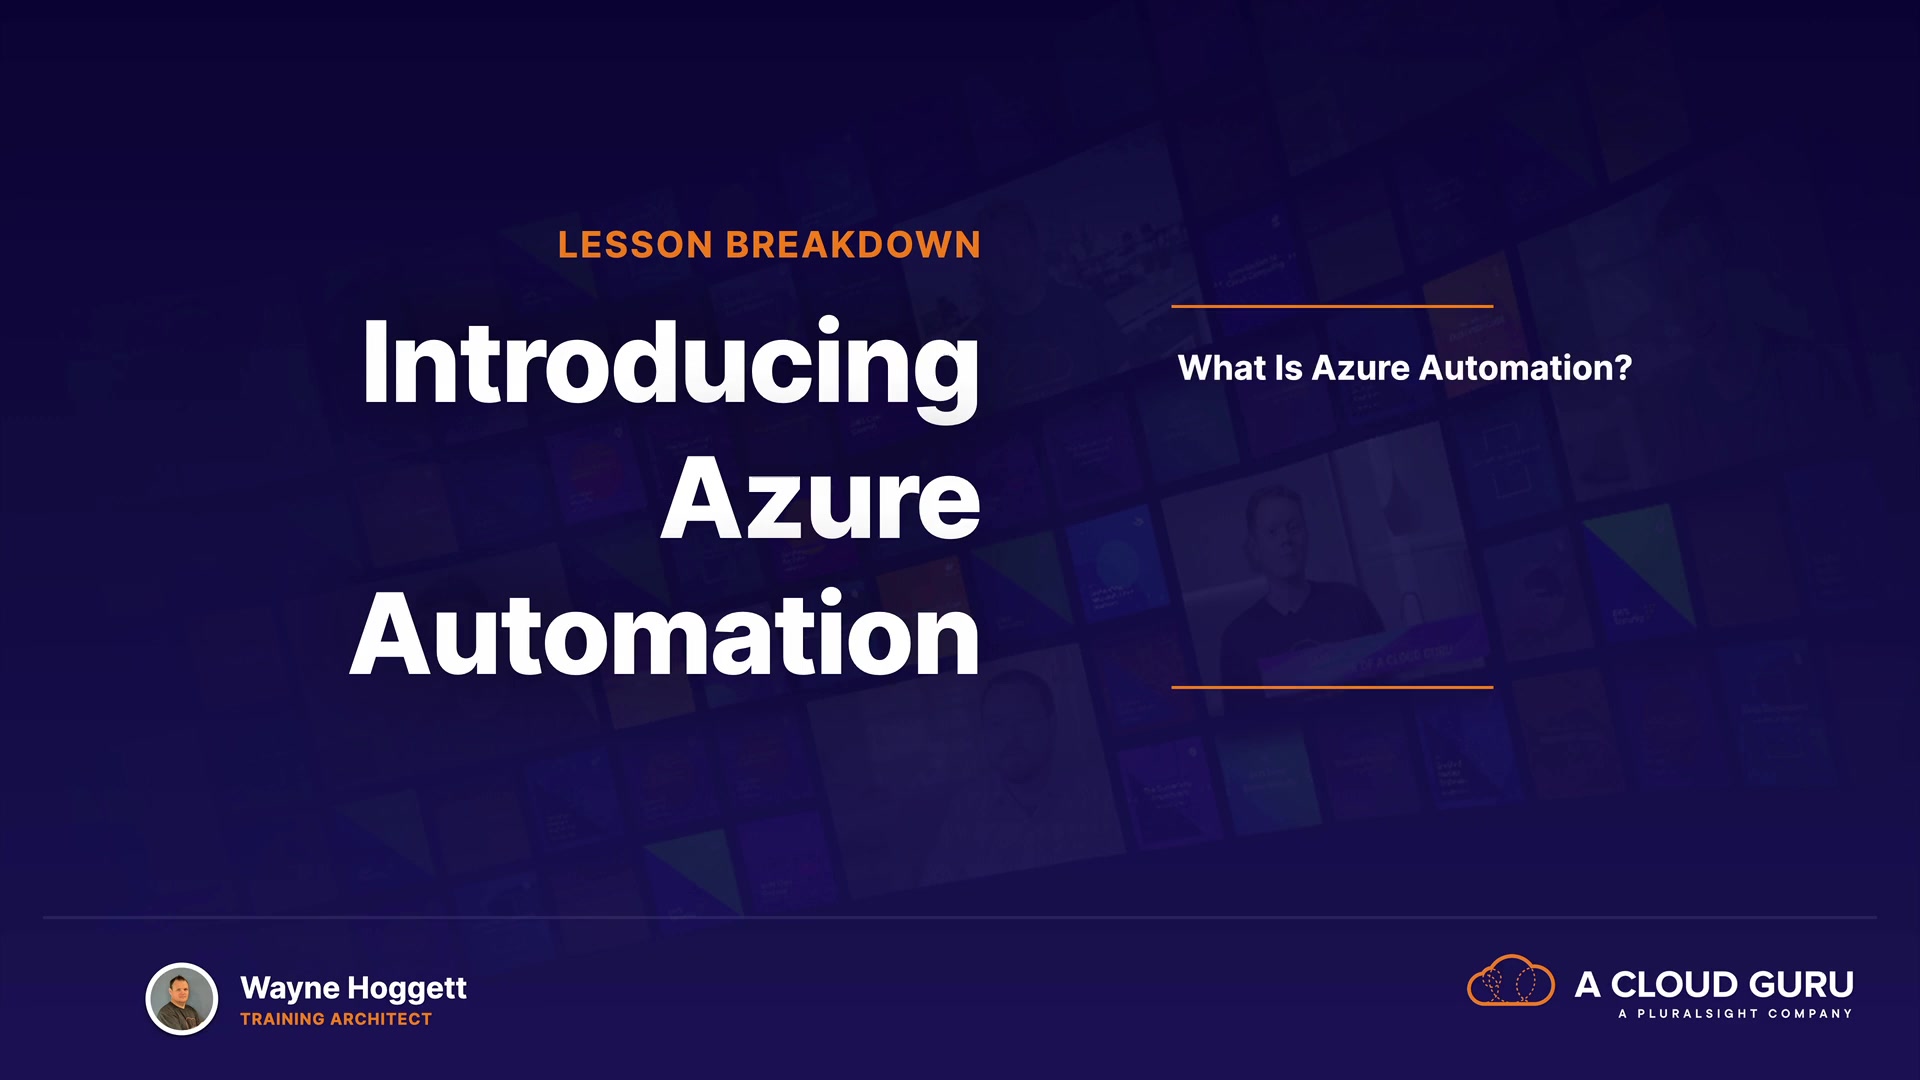 LESSON BREAKDOWN
Introducing
Azure
Automation
What Is Azure Automation?
Wayne Hoggett
TRAINING ARCHITECT
A CLOUD GURU
A PLURALSIGHT COMPANY